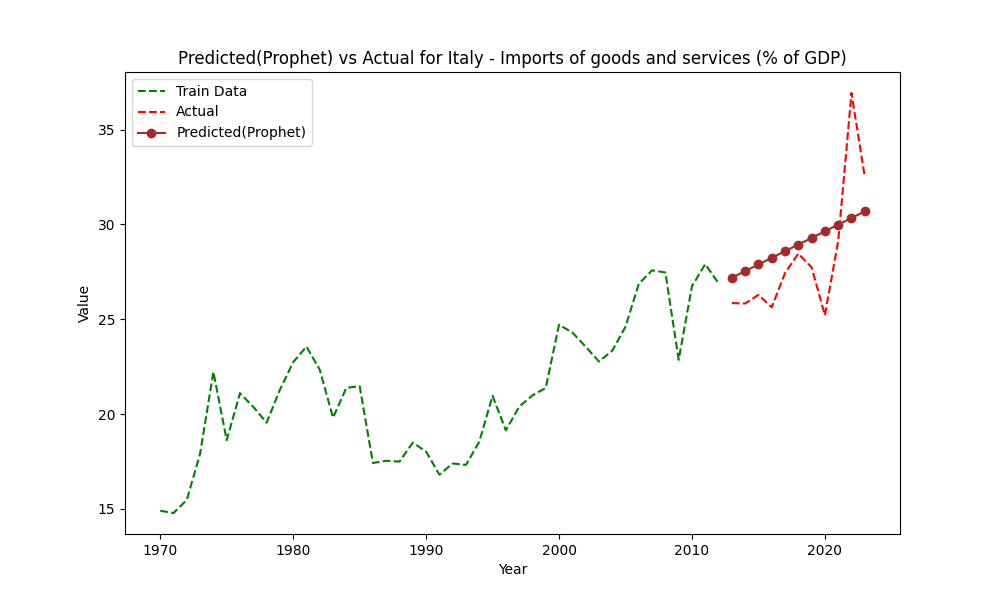 Predicted(Prophet) vs Actual for Italy - Imports of goods and services (% of GDP)
Train Data
Actual
Predicted(Prophet)
35
30
25
20
15
Value
1970 1980 1990 2000 2010 2020
Year